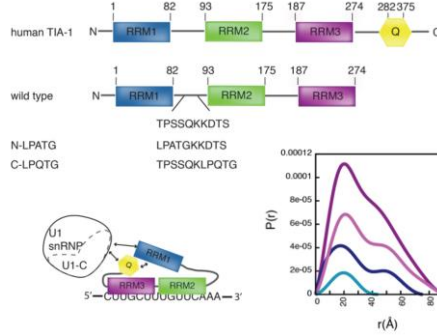 1 82 93 175 187 274 282 375
human TIA-1 N RRM1 RRM2 RRM3 Q C
1 82 93 175 187 274
wild type N RRM1 RRM2 RRM3
TPSSQKKDTS
N-LPATG LPATGKKDTS
C-LPQTG TPSSQKLPQTG
U1
snRNP
U1-C
Q
RRM1
RRM3 RRM2
5' -CUUGCUUUGUUCAAA- 3'
P(r)
0.00012
0.0001
8e-05
6e-05
4e-05
2e-05
0
0 20 40 60 80
r(Å)